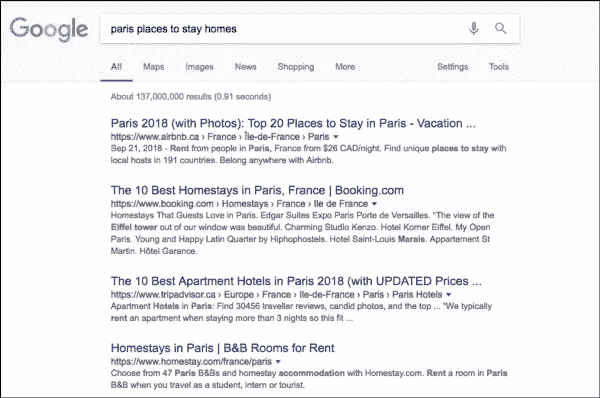 Google
paris places to stay homes
All Maps Images News Shopping More Settings Tools
About 137,000,000 results (0.91 seconds)
Paris 2018 (with Photos): Top 20 Places to Stay in Paris - Vacation ...
https://www.airbnb.ca › France › Île-de-France › Paris
Sep 21, 2018 - Rent from people in Paris, France from $26 CAD/night. Find unique places to stay with
local hosts in 191 countries. Belong anywhere with Airbnb.
The 10 Best Homestays in Paris, France | Booking.com
https://www.booking.com › Homestays › France › Ile de France
Homestays That Guests Love in Paris. Edgar Suites Expo Paris Porte de Versailles. "The view of the
Eiffel tower out of our window was beautiful. Charming Studio Kenzo. Hotel Korner Eiffel. My Open
Paris. Young and Happy Latin Quarter by Hiphophostels. Hotel Saint-Louis Marais. Appartement St
Martin. Hôtel Garance.
The 10 Best Apartment Hotels in Paris 2018 (with UPDATED Prices ...
https://www.tripadvisor.ca › Europe › France › Ile-de-France › Paris › Paris Hotels
Apartment Hotels in Paris: Find 30456 traveller reviews, candid photos, and the top ... "We typically
rent an apartment when staying more than 3 nights so this fit ...
Homestays in Paris | B&B Rooms for Rent
https://www.homestay.com/france/paris
Choose from 47 Paris B&Bs and homestay accommodation with Homestay.com. Rent a room in Paris
B&B when you travel as a student, intern or tourist.